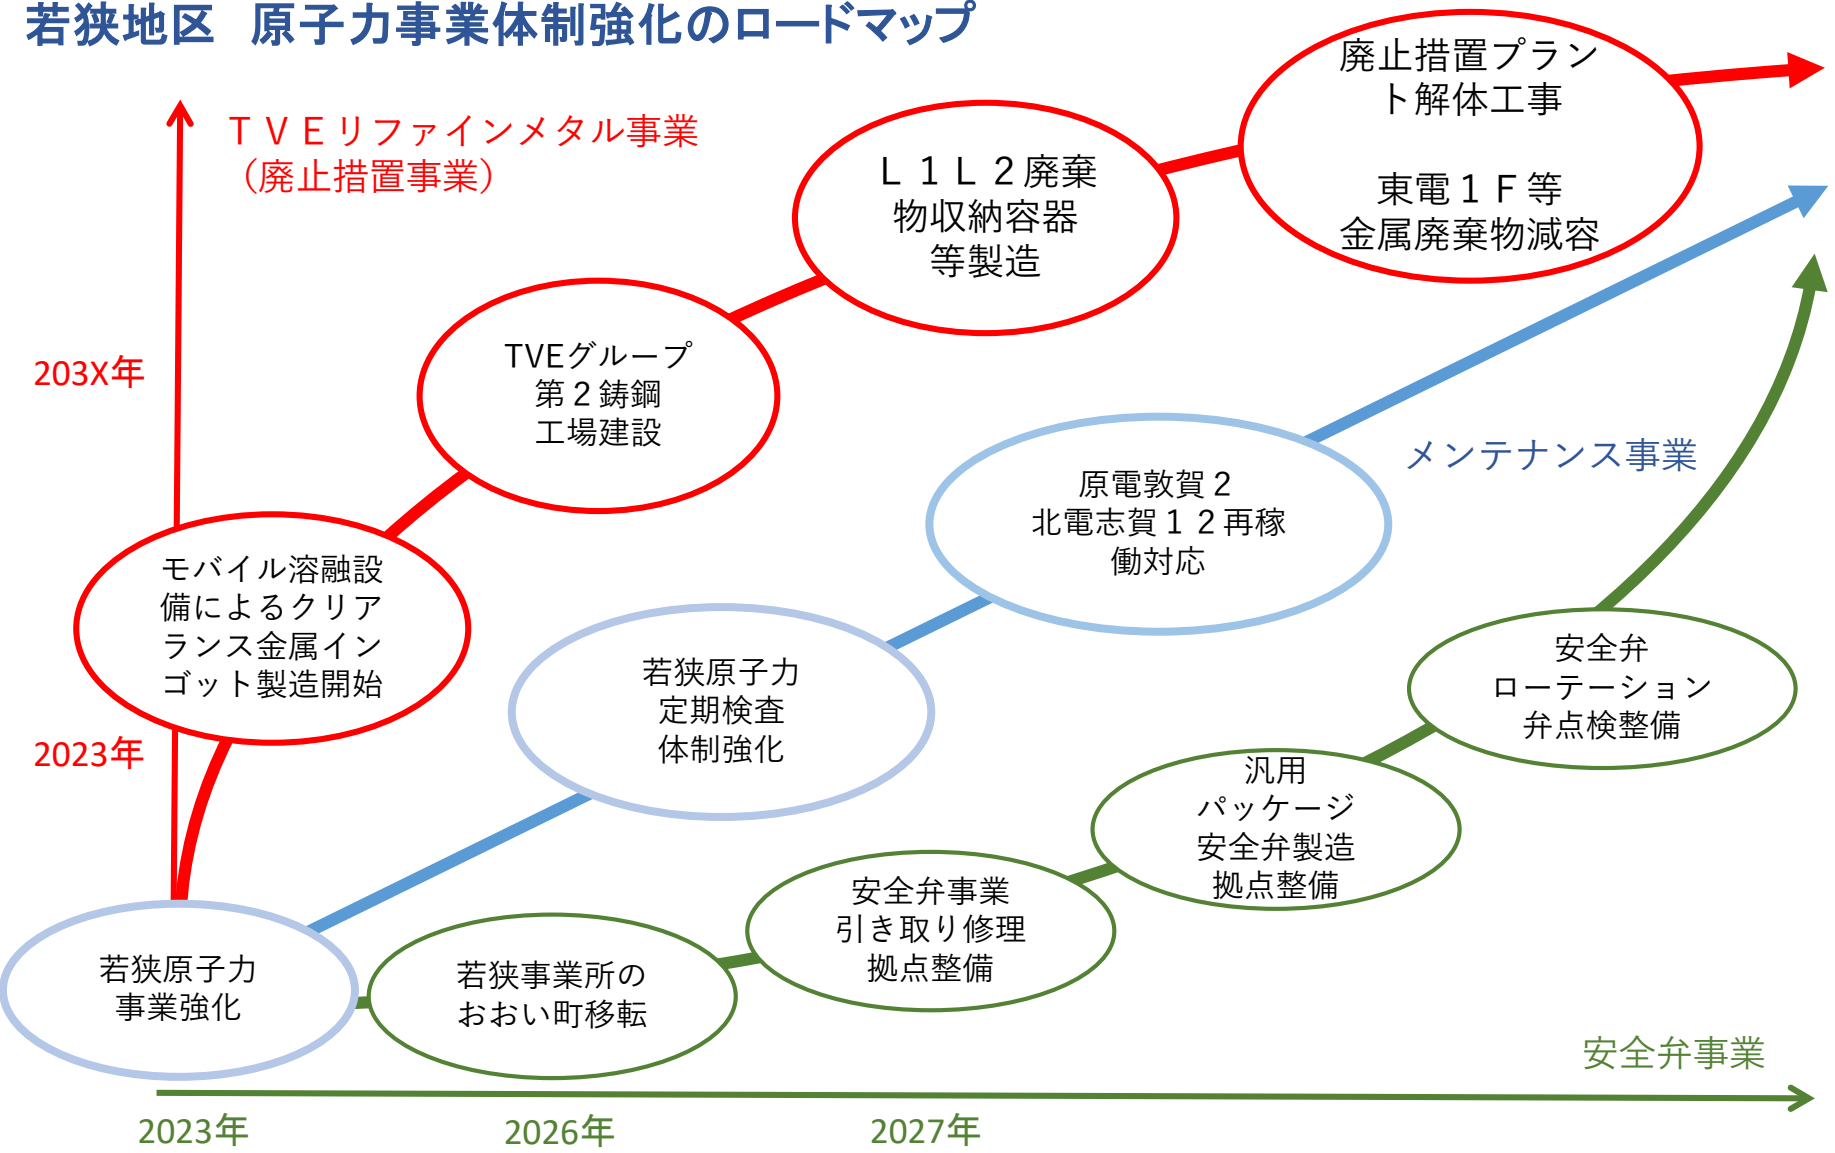 若狭地区　原子力事業体制強化のロードマップ
ＴＶＥリファインメタル事業
（廃止措置事業）
廃止措置プラン
ト解体工事
東電１Ｆ等
金属廃棄物減容
Ｌ１Ｌ２廃棄
物収納容器
等製造
TVEグループ
第２鋳鋼
工場建設
203X年
モバイル溶融設
備によるクリア
ランス金属イン
ゴット製造開始
2023年
メンテナンス事業
原電敦賀２
北電志賀１２再稼
働対応
若狭原子力
定期検査
体制強化
若狭原子力
事業強化
若狭事業所の
おおい町移転
安全弁事業
引き取り修理
拠点整備
汎用
パッケージ
安全弁製造
拠点整備
安全弁
ローテーション
弁点検整備
安全弁事業
2023年
2026年
2027年